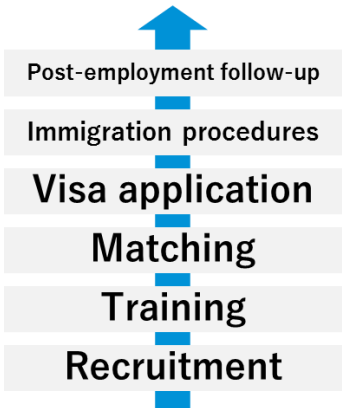 Post-employment follow-up
Immigration procedures
Visa application
Matching
Training
Recruitment